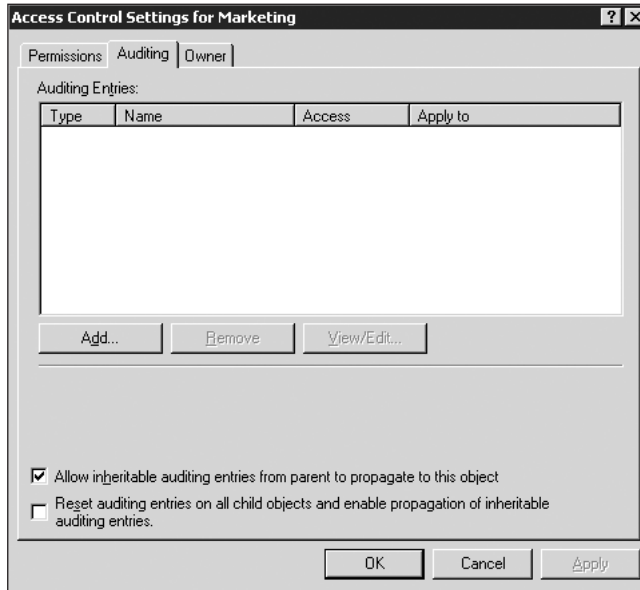 Access Control Settings for Marketing
Permissions Auditing Owner
Auditing Entries:
Type Name Access Apply to
Add... Remove View/Edit...
Allow inheritable auditing entries from parent to propagate to this object
Reset auditing entries on all child objects and enable propagation of inheritable
auditing entries.
OK Cancel Apply